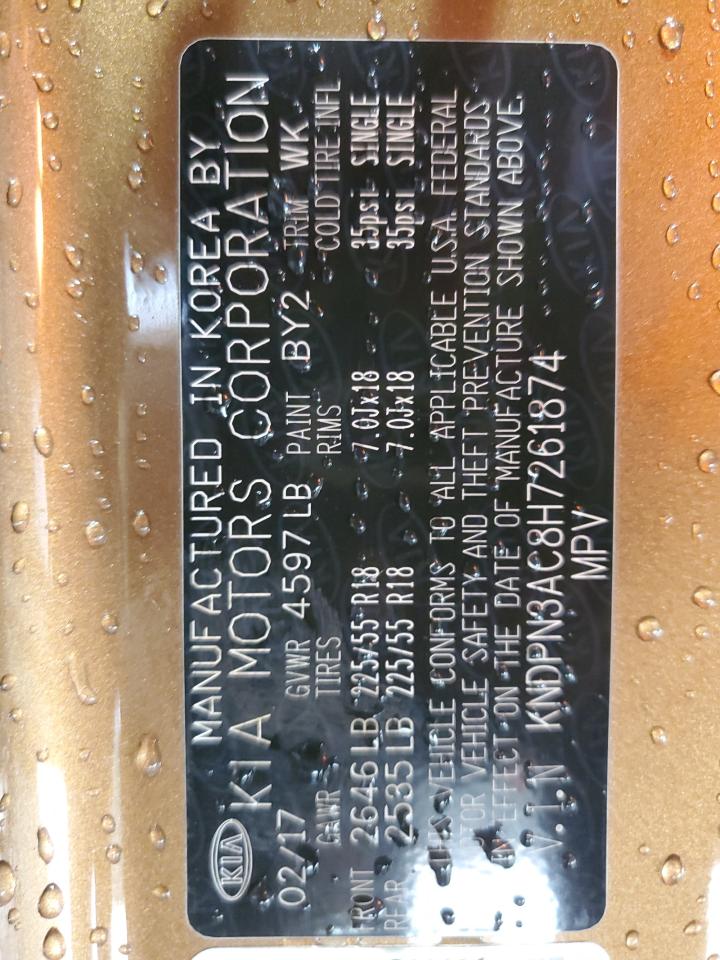 MANUFACTURED IN KOREA BY
KIA KIA MOTORS CORPORATION
02/17 GVWR 4597 LB PAINT BY2 TRIM WK
GAWR TIRES RIMS COLD TIRE INFL
FRONT 2646 LB 225/55 R18 7.0Jx18 35psi SINGLE
REAR 2535 LB 225/55 R18 7.0Jx18 35psi SINGLE
THIS VEHICLE CONFORMS TO ALL APPLICABLE U.S.A. FEDERAL
MOTOR VEHICLE SAFETY AND THEFT PREVENTION STANDARDS
IN EFFECT ON THE DATE OF MANUFACTURE SHOWN ABOVE.
V.I.N KNDPN3AC8H7261874
MPV